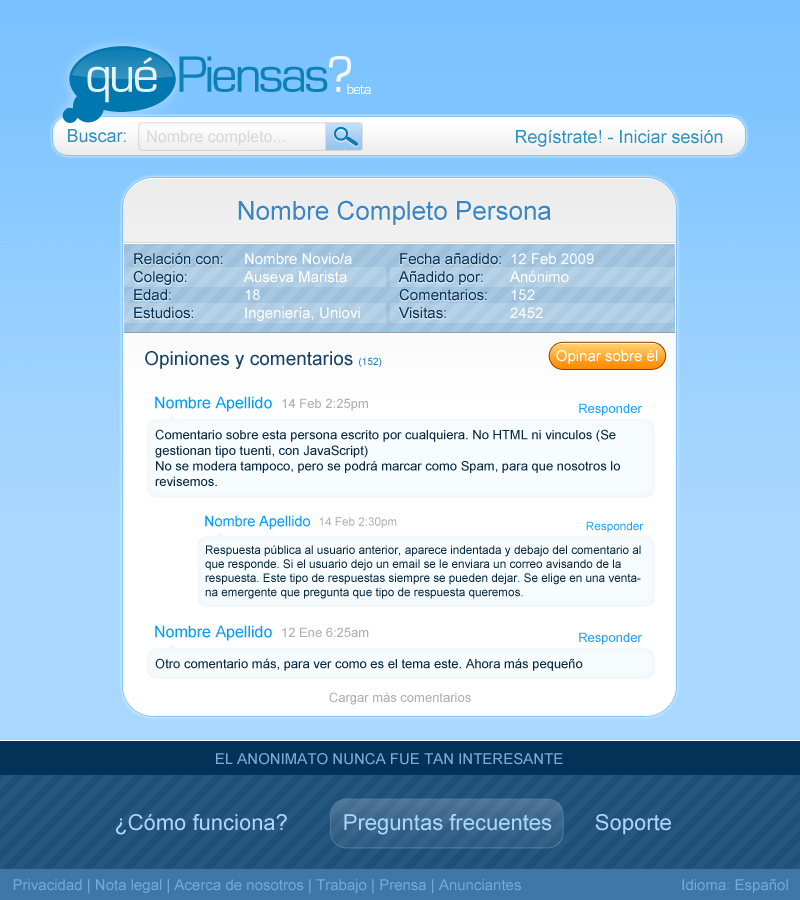 qué Piensas? beta
Buscar: Nombre completo... Regístrate! - Iniciar sesión
Nombre Completo Persona
Relación con: Nombre Novio/a Fecha añadido: 12 Feb 2009
Colegio: Auseva Marista Añadido por: Anónimo
Edad: 18 Comentarios: 152
Estudios: Ingeniería, Uniovi Visitas: 2452
Opiniones y comentarios (152) Opinar sobre él
Nombre Apellido 14 Feb 2:25pm Responder
Comentario sobre esta persona escrito por cualquiera. No HTML ni vinculos (Se
gestionan tipo tuenti, con JavaScript)
No se modera tampoco, pero se podrá marcar como Spam, para que nosotros lo
revisemos.
Nombre Apellido 14 Feb 2:30pm Responder
Respuesta pública al usuario anterior, aparece indentada y debajo del comentario al
que responde. Si el usuario dejo un email se le enviara un correo avisando de la
respuesta. Este tipo de respuestas siempre se pueden dejar. Se elige en una venta-
na emergente que pregunta que tipo de respuesta queremos.
Nombre Apellido 12 Ene 6:25am Responder
Otro comentario más, para ver como es el tema este. Ahora más pequeño
Cargar más comentarios
EL ANONIMATO NUNCA FUE TAN INTERESANTE
¿Cómo funciona? Preguntas frecuentes Soporte
Privacidad | Nota legal | Acerca de nosotros | Trabajo | Prensa | Anunciantes Idioma: Español